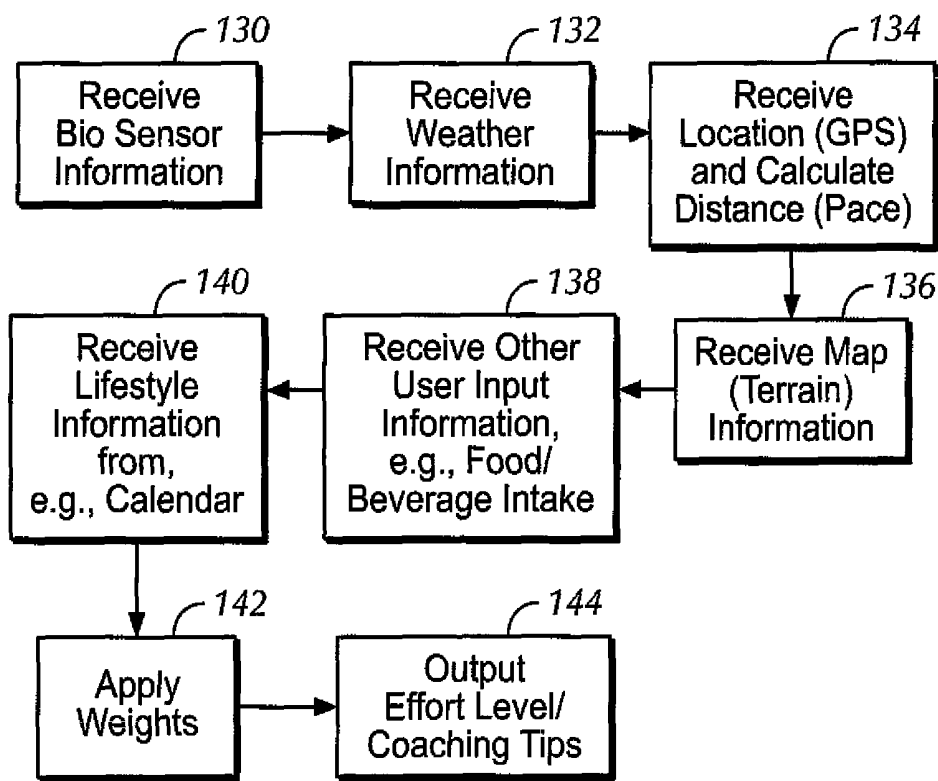 130
Receive
Bio Sensor
Information
132
Receive
Weather
Information
134
Receive
Location (GPS)
and Calculate
Distance (Pace)
136
Receive Map
(Terrain)
Information
138
Receive Other
User Input
Information,
e.g., Food/
Beverage Intake
140
Receive
Lifestyle
Information
from,
e.g., Calendar
142
Apply
Weights
144
Output
Effort Level/
Coaching Tips